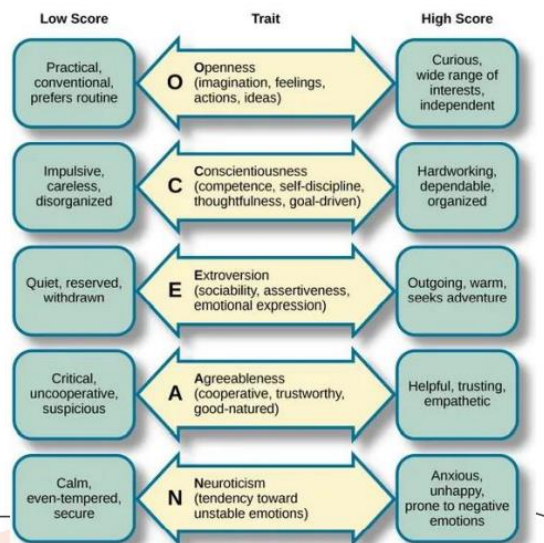 Low Score Trait High Score
Practical,
conventional,
prefers routine
O
Openness
(imagination, feelings,
actions, ideas)
Curious,
wide range of
interests,
independent
Impulsive,
careless,
disorganized
C
Conscientiousness
(competence, self-discipline,
thoughtfulness, goal-driven)
Hardworking,
dependable,
organized
Quiet, reserved,
withdrawn
E
Extroversion
(sociability, assertiveness,
emotional expression)
Outgoing, warm,
seeks adventure
Critical,
uncooperative,
suspicious
A
Agreeableness
(cooperative, trustworthy,
good-natured)
Helpful, trusting,
empathetic
Calm,
even-tempered,
secure
N
Neuroticism
(tendency toward
unstable emotions)
Anxious,
unhappy,
prone to negative
emotions